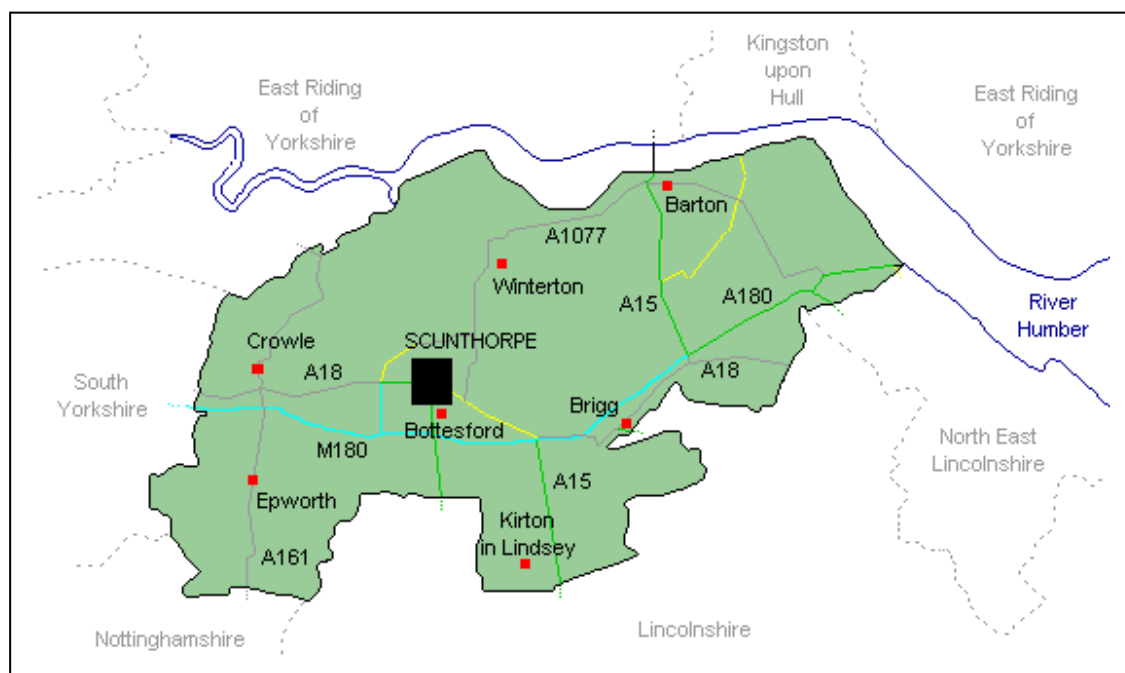 Kingston
upon
Hull
East Riding
of
Yorkshire
East Riding
of
Yorkshire
Barton
A1077
Winterton
A15
A180
River
Humber
SCUNTHORPE
Crowle
A18
A18
South
Yorkshire
Brigg
Bottesford
M180
North East
Lincolnshire
A15
Epworth
Kirton
in Lindsey
A161
Nottinghamshire
Lincolnshire